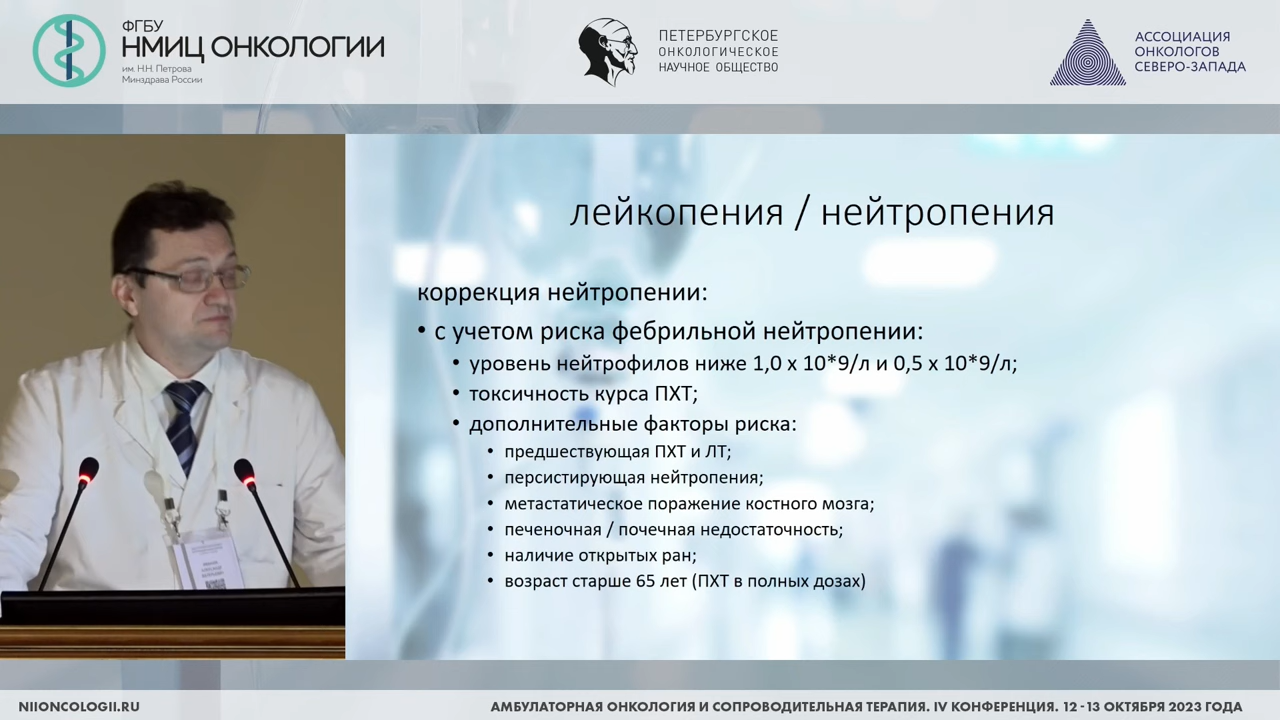 ФГБУ
НМИЦ ОНКОЛОГИИ
им. Н.Н. Петрова
Минздрава России
ПЕТЕРБУРГСКОЕ
ОНКОЛОГИЧЕСКОЕ
НАУЧНОЕ ОБЩЕСТВО
АССОЦИАЦИЯ
ОНКОЛОГОВ
СЕВЕРО-ЗАПАДА
лейкопения / нейтропения
коррекция нейтропении:
• с учетом риска фебрильной нейтропении:
• уровень нейтрофилов ниже 1,0 х 10*9/л и 0,5 х 10*9/л;
• токсичность курса ПХТ;
• дополнительные факторы риска:
• предшествующая ПХТ и ЛТ;
• персистирующая нейтропения;
• метастатическое поражение костного мозга;
• печеночная / почечная недостаточность;
• наличие открытых ран;
• возраст старше 65 лет (ПХТ в полных дозах)
NIIONCOLOGII.RU
АМБУЛАТОРНАЯ ОНКОЛОГИЯ И СОПРОВОДИТЕЛЬНАЯ ТЕРАПИЯ. IV КОНФЕРЕНЦИЯ. 12 - 13 ОКТЯБРЯ 2023 ГОДА